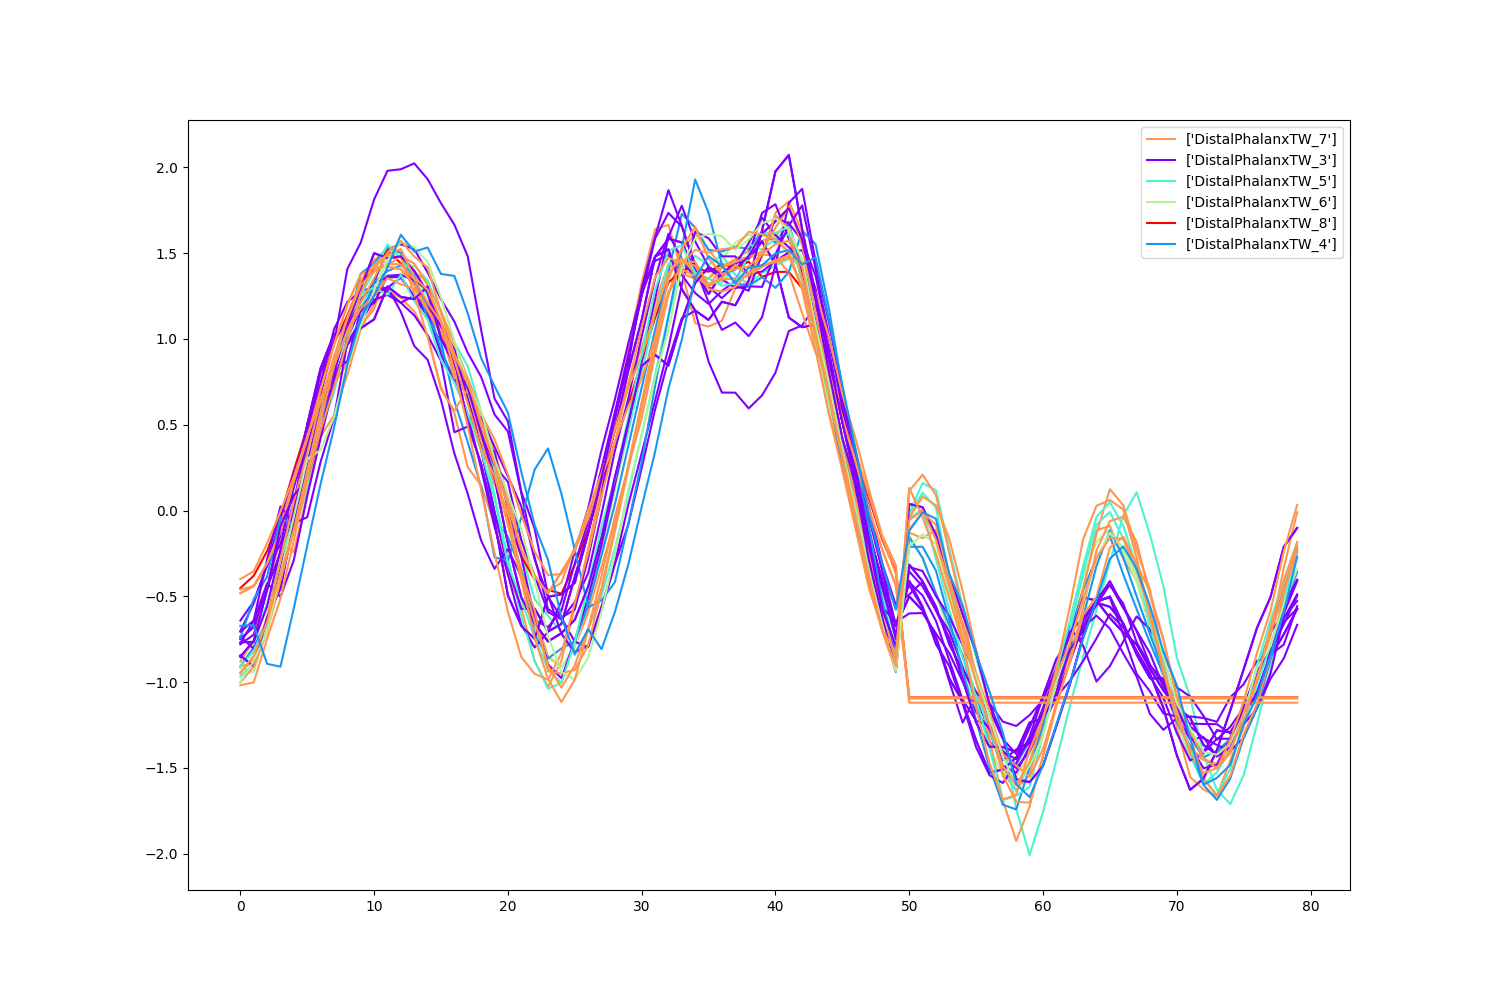 ['DistalPhalanxTW_7']
['DistalPhalanxTW_3']
['DistalPhalanxTW_5']
['DistalPhalanxTW_6']
['DistalPhalanxTW_8']
['DistalPhalanxTW_4']
2.0
1.5
1.0
0.5
0.0
−0.5
−1.0
−1.5
−2.0
0 10 20 30 40 50 60 70 80